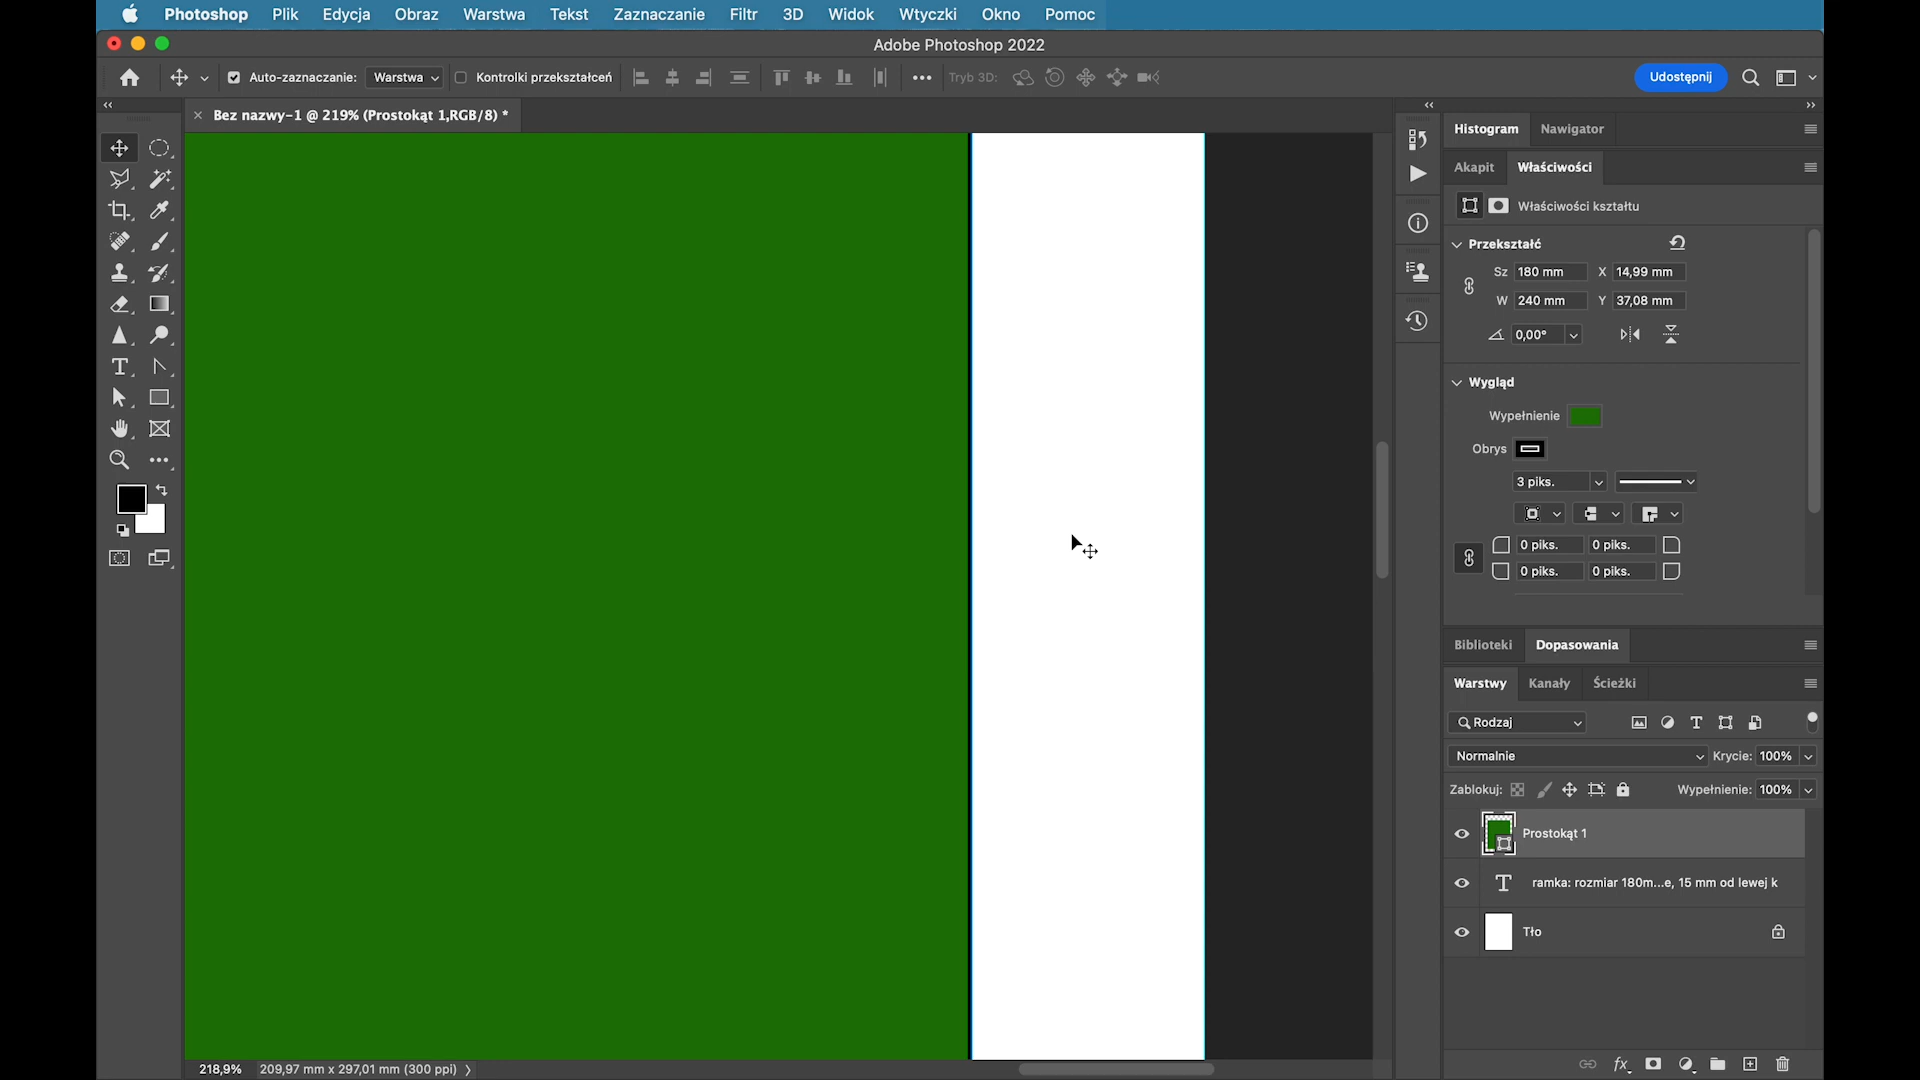 Photoshop Plik Edycja Obraz Warstwa Tekst Zaznaczanie Filtr 3D Widok Wtyczki Okno Pomoc
Adobe Photoshop 2022
Auto-zaznaczanie: Warstwa Kontrolki przekształceń Tryb 3D: Udostępnij
Bez nazwy-1 @ 219% (Prostokąt 1,RGB/8) *
Histogram Nawigator
Akapit Właściwości
Właściwości kształtu
Przekształć
Sz 180 mm X 14,99 mm
W 240 mm Y 37,08 mm
0,00°
Wygląd
Wypełnienie
Obrys
3 piks.
0 piks. 0 piks.
0 piks. 0 piks.
Biblioteki Dopasowania
Warstwy Kanały Ścieżki
Rodzaj
Normalnie Krycie: 100%
Zablokuj: Wypełnienie: 100%
Prostokąt 1
ramka: rozmiar 180m...e, 15 mm od lewej k
Tło
218,9% 209,97 mm x 297,01 mm (300 ppi)